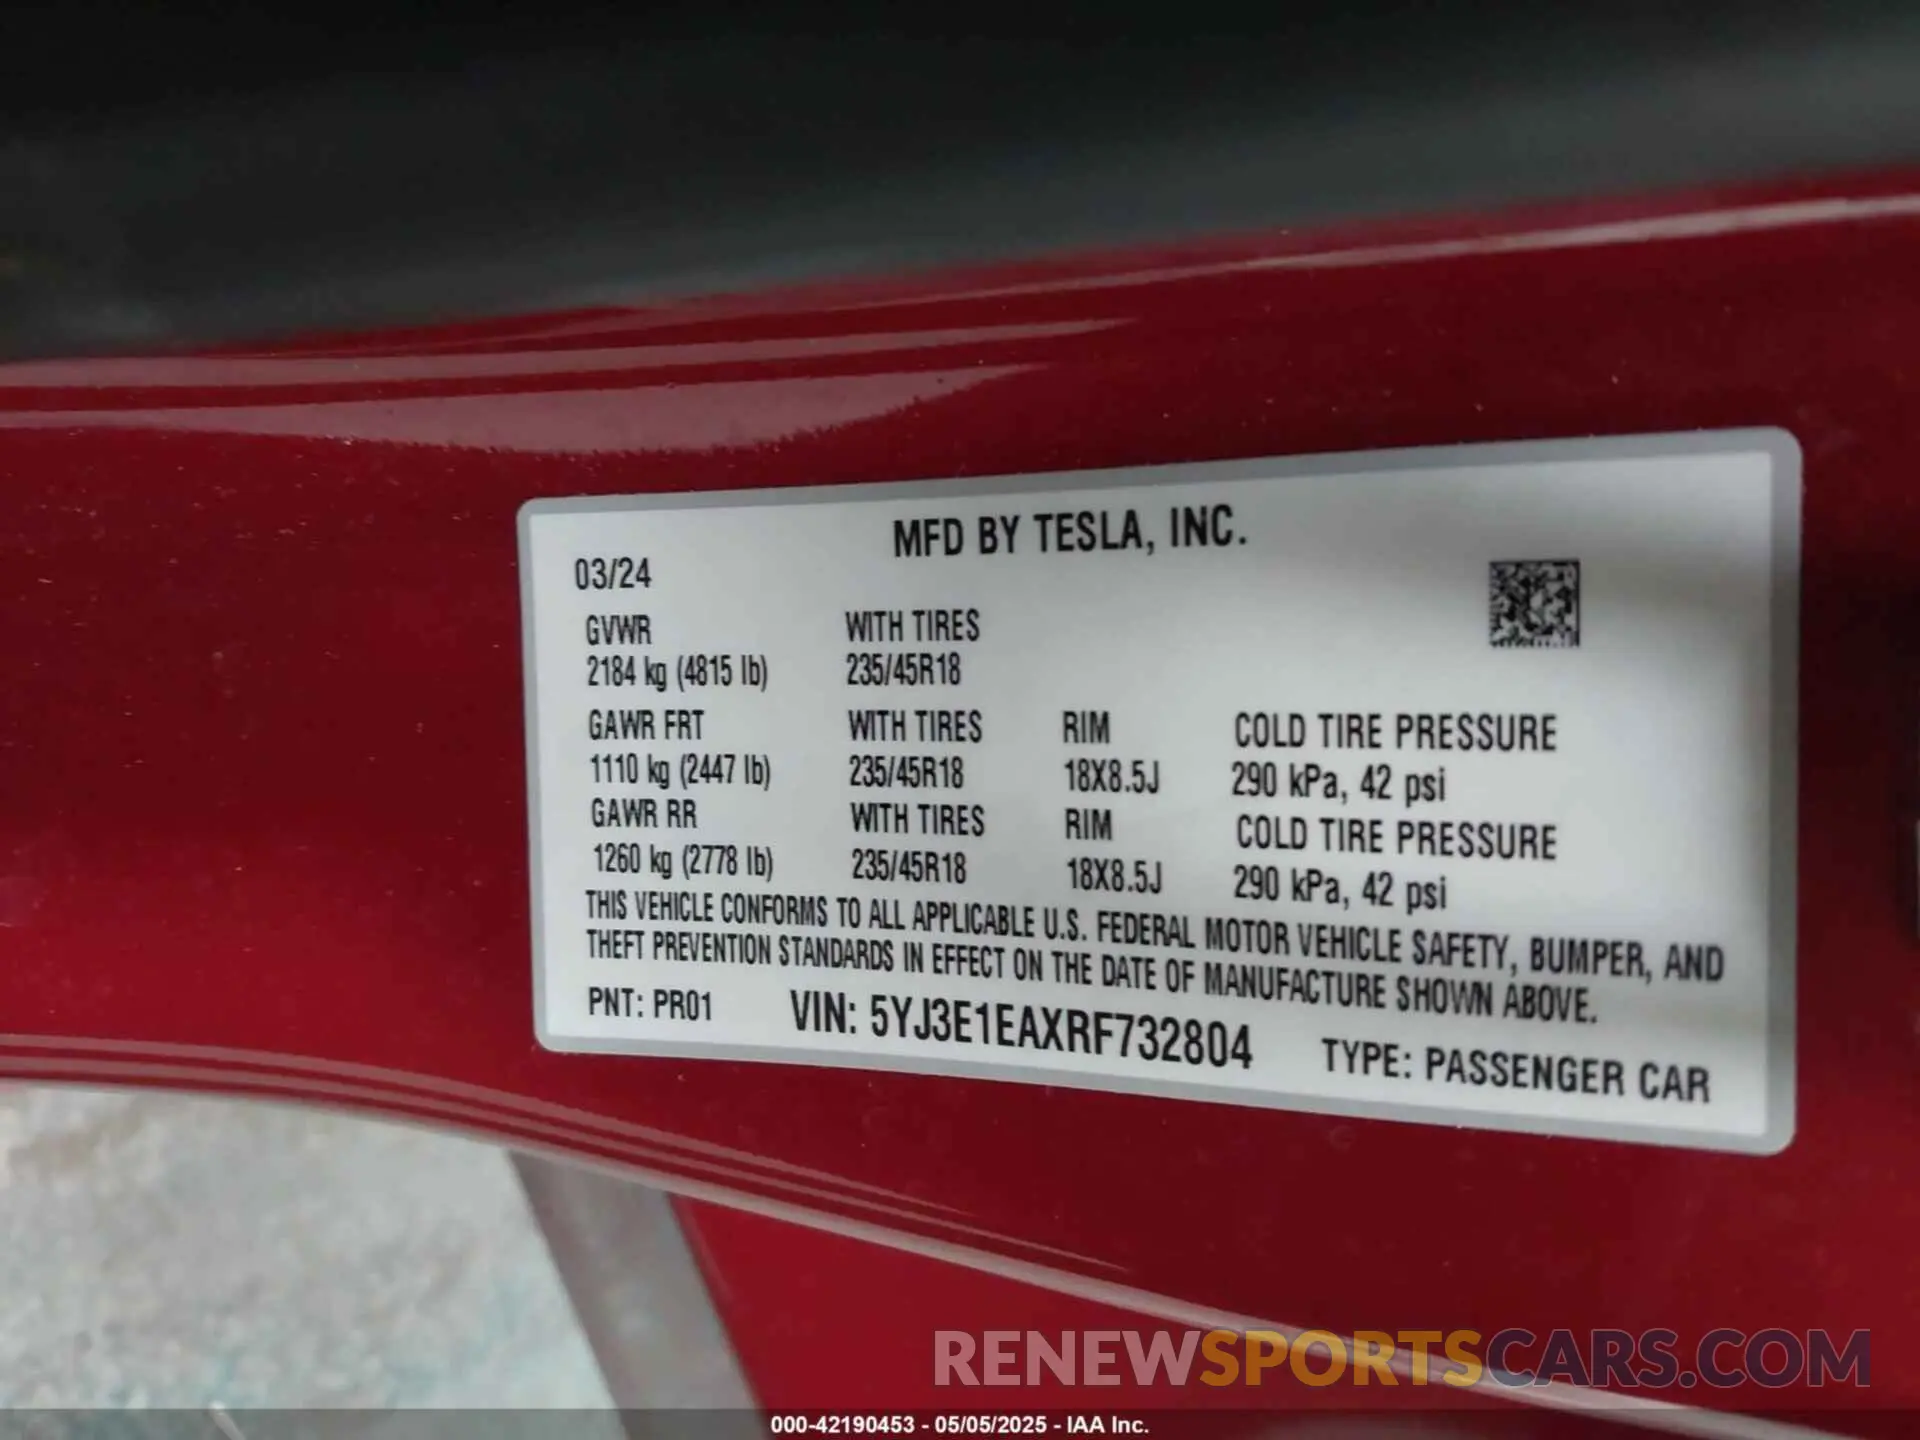 MFD BY TESLA, INC.
03/24
GVWR WITH TIRES
2184 kg (4815 lb) 235/45R18
GAWR FRT WITH TIRES RIM COLD TIRE PRESSURE
1110 kg (2447 lb) 235/45R18 18X8.5J 290 kPa, 42 psi
GAWR RR WITH TIRES RIM COLD TIRE PRESSURE
1260 kg (2778 lb) 235/45R18 18X8.5J 290 kPa, 42 psi
THIS VEHICLE CONFORMS TO ALL APPLICABLE U.S. FEDERAL MOTOR VEHICLE SAFETY, BUMPER, AND
THEFT PREVENTION STANDARDS IN EFFECT ON THE DATE OF MANUFACTURE SHOWN ABOVE.
PNT: PR01 VIN: 5YJ3E1EAXRF732804 TYPE: PASSENGER CAR
RENEWSPORTSCARS.COM
000-42190453 - 05/05/2025 - IAA Inc.